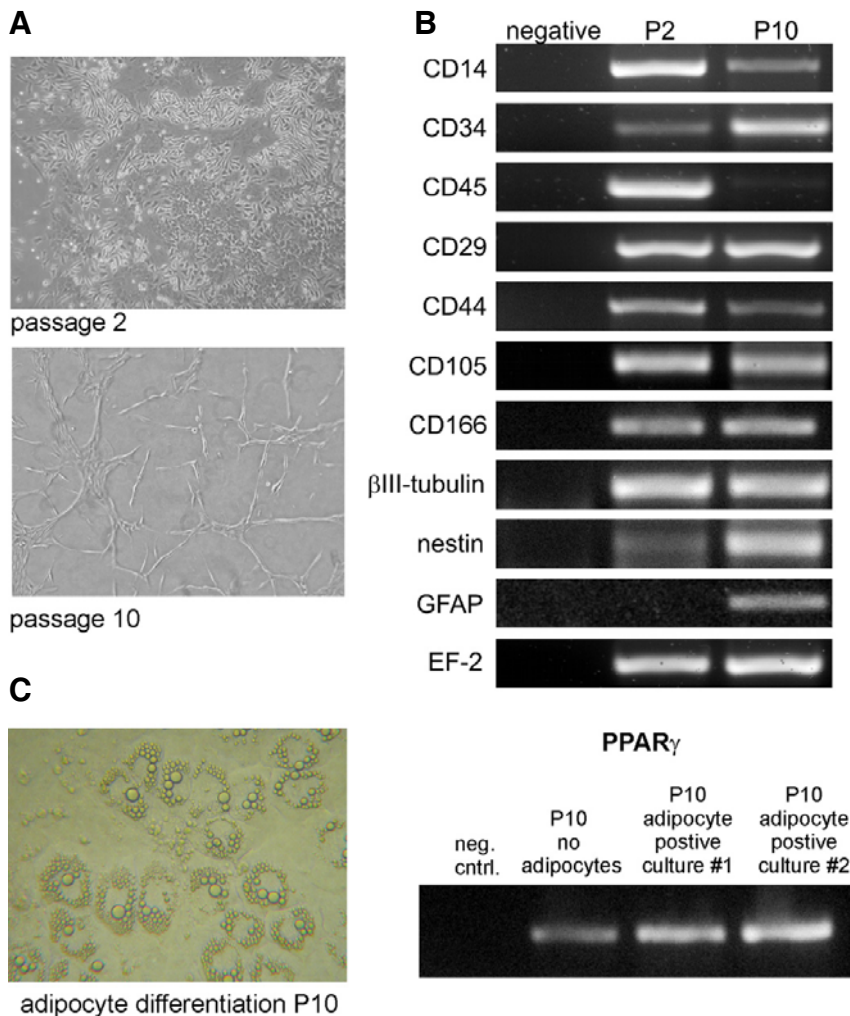 A
passage 2
passage 10
B
negative P2 P10
CD14
CD34
CD45
CD29
CD44
CD105
CD166
βIII-tubulin
nestin
GFAP
EF-2
C
adipocyte differentiation P10
PPARγ
neg.
cntrl.
P10
no
adipocytes
P10
adipocyte
postive
culture #1
P10
adipocyte
postive
culture #2